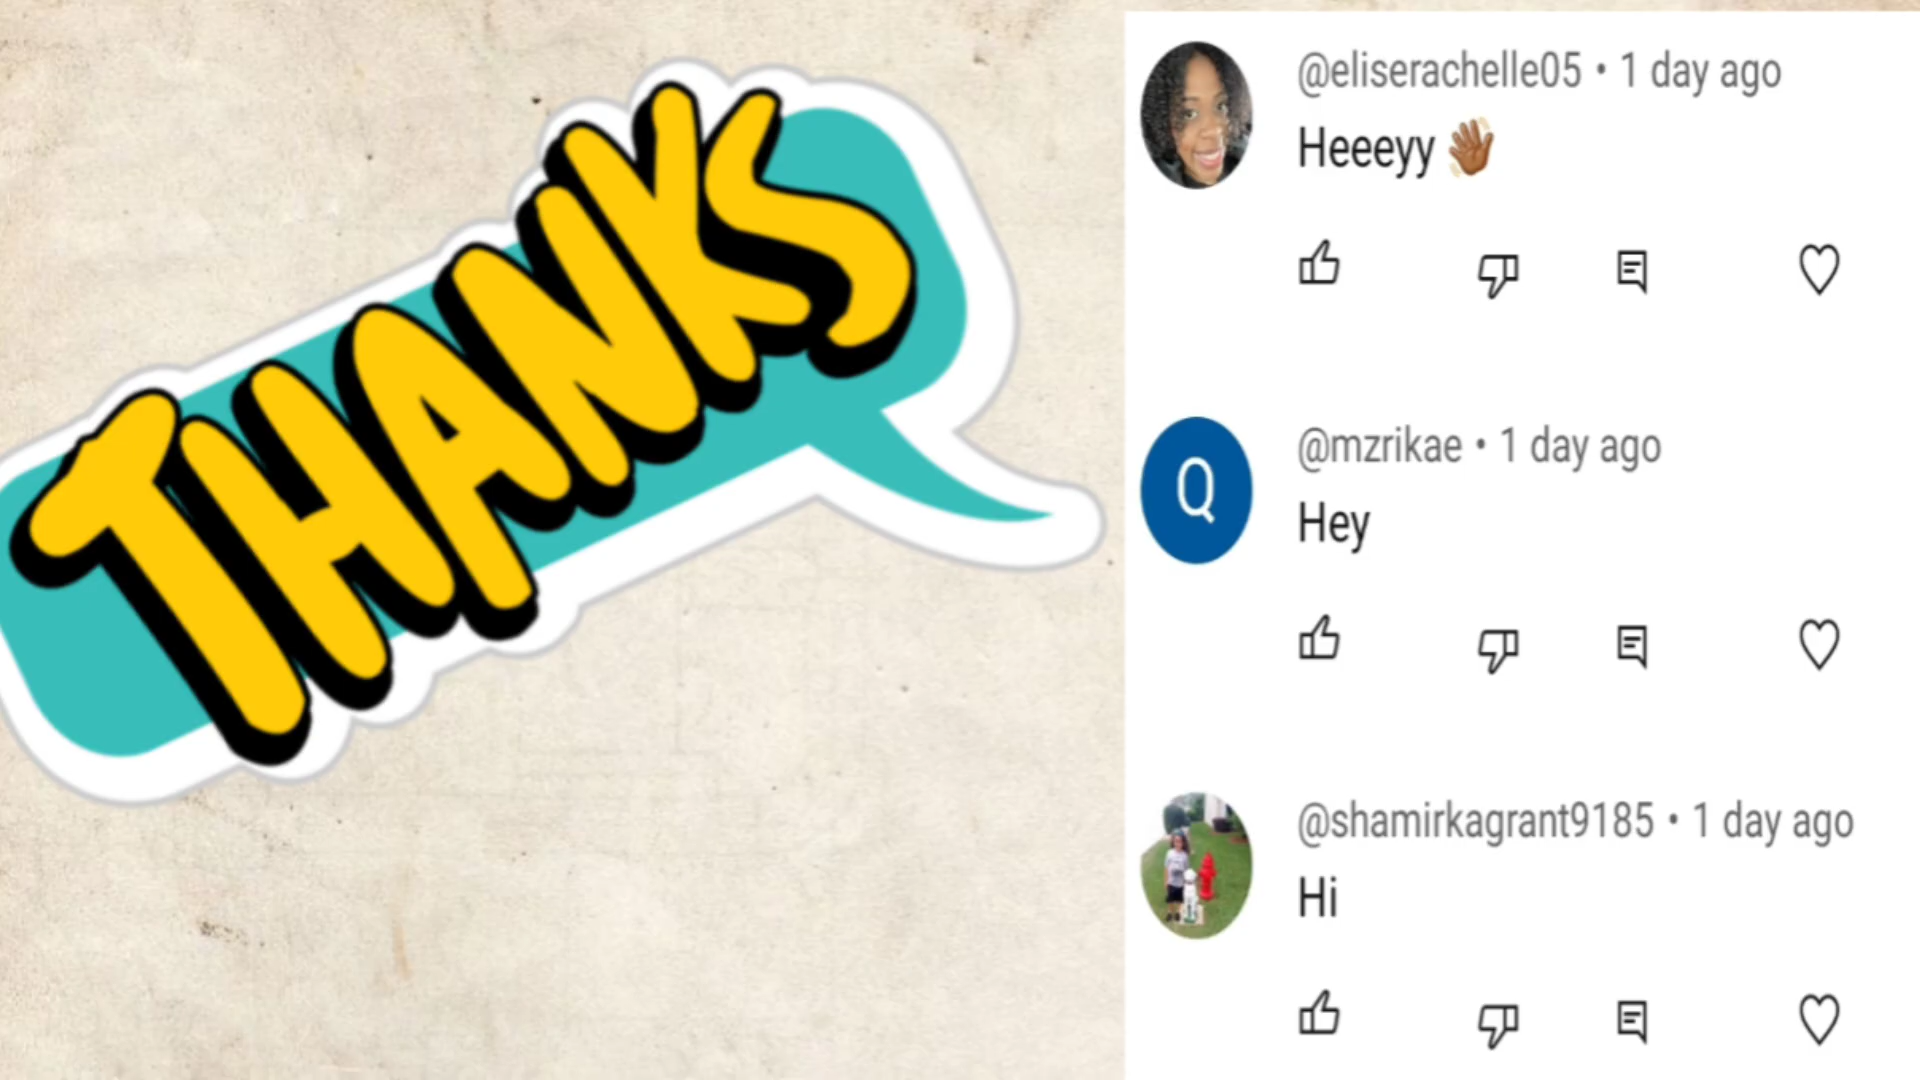 THANKS
@eliserachelle05 • 1 day ago
Heeeyy 👋🏾
Q
@mzrikae • 1 day ago
Hey
@shamirkagrant9185 • 1 day ago
Hi